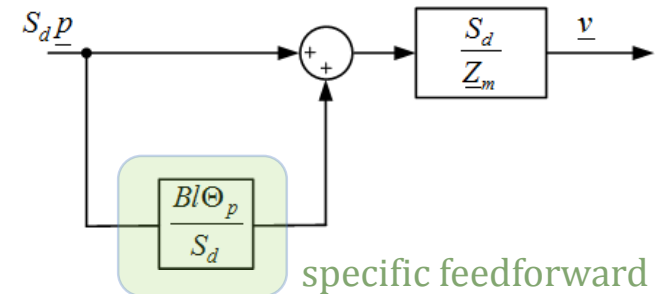 S_d p v
+
+
S_d
Z_m
BlΘ_p
S_d
specific feedforward